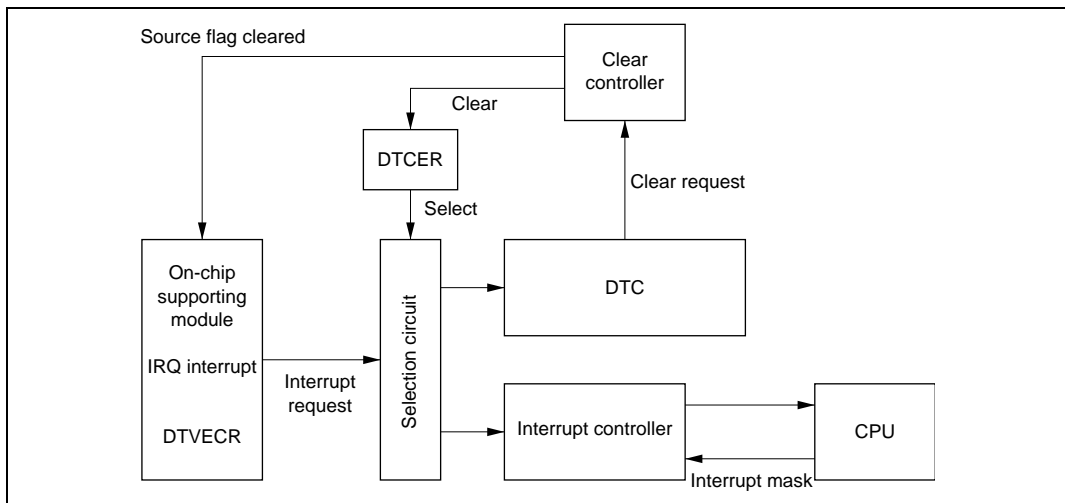 Source flag cleared
Clear
controller
Clear
DTCER
Clear request
Select
On-chip
supporting
module
IRQ interrupt
DTVECR
Interrupt
request
Selection circuit
DTC
Interrupt controller
CPU
Interrupt mask